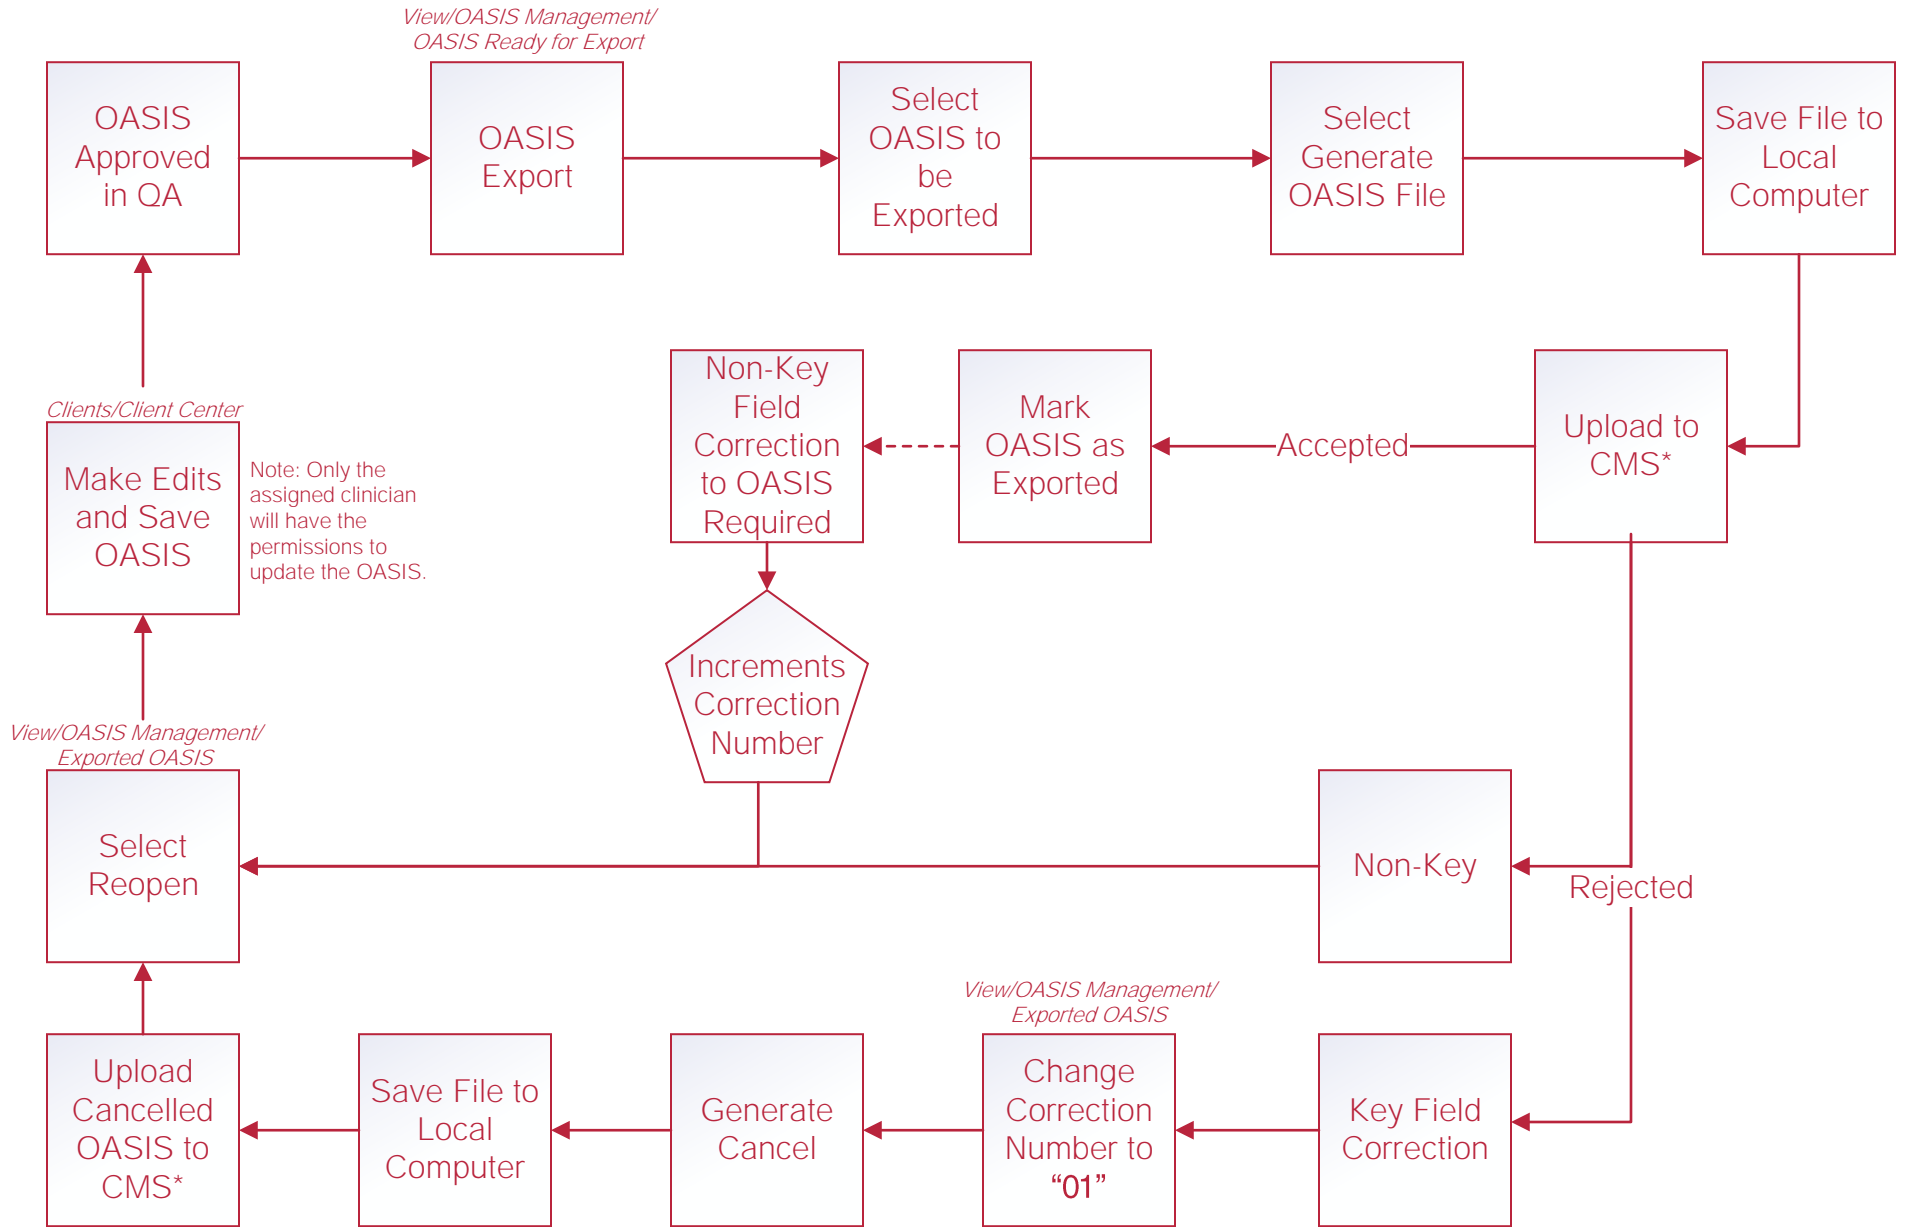 View/OASIS Management/
OASIS Ready for Export
OASIS
Approved
in QA
OASIS
Export
Select
OASIS to
be
Exported
Select
Generate
OASIS File
Save File to
Local
Computer
Non-Key
Field
Correction
to OASIS
Required
Mark
OASIS as
Exported
Accepted
Upload to
CMS*
Clients/Client Center
Make Edits
and Save
OASIS
Note: Only the
assigned clinician
will have the
permissions to
update the OASIS.
Increments
Correction
Number
View/OASIS Management/
Exported OASIS
Select
Reopen
Non-Key
Rejected
View/OASIS Management/
Exported OASIS
Upload
Cancelled
OASIS to
CMS*
Save File to
Local
Computer
Generate
Cancel
Change
Correction
Number to
“01”
Key Field
Correction